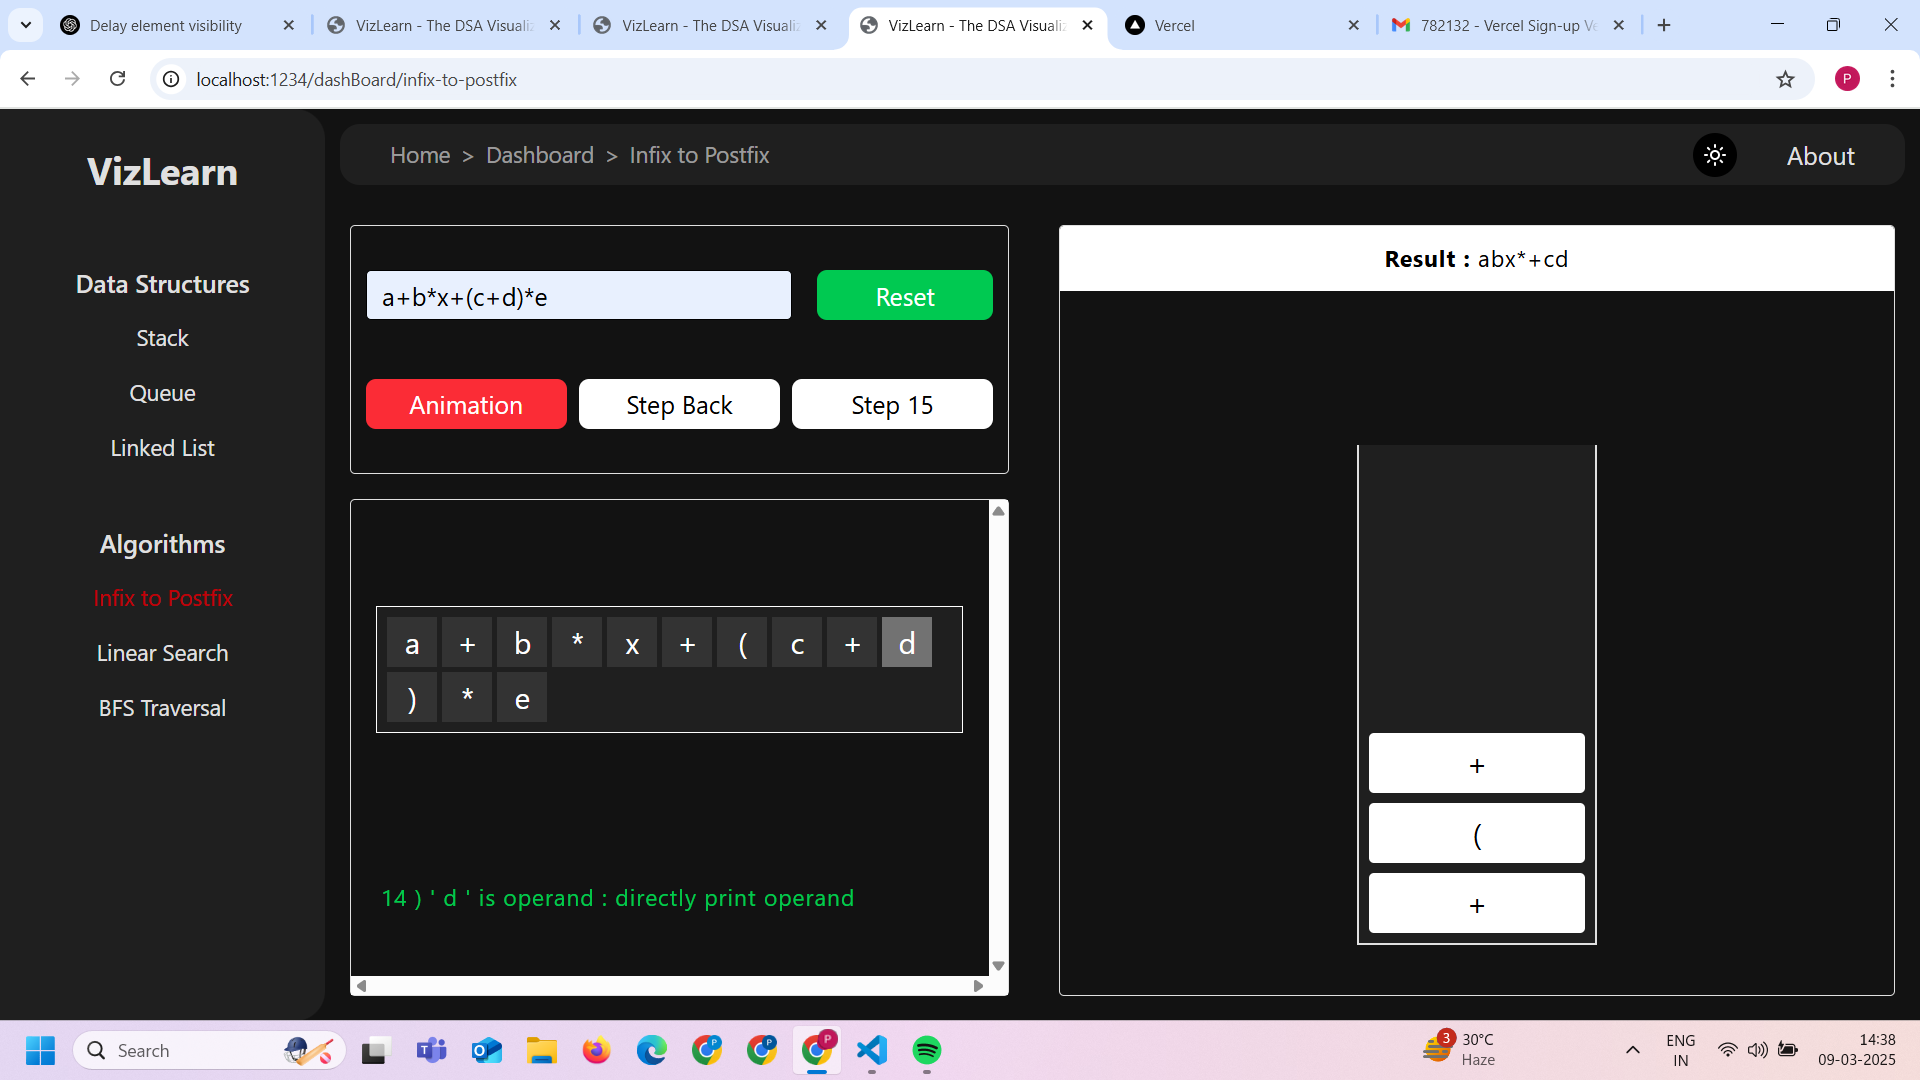 Delay element visibility
VizLearn - The DSA Visualiz
VizLearn - The DSA Visualiz
VizLearn - The DSA Visualiz
Vercel
782132 - Vercel Sign-up Ve
localhost:1234/dashBoard/infix-to-postfix
P
VizLearn
Home > Dashboard > Infix to Postfix
About
Data Structures
Stack
Queue
Linked List
Algorithms
Infix to Postfix
Linear Search
BFS Traversal
a+b*x+(c+d)*e
Reset
Animation
Step Back
Step 15
a + b * x + ( c + d
) * e
14 ) ' d ' is operand : directly print operand
Result : abx*+cd
+
(
+
Search
3
30°C
Haze
ENG
IN
14:38
09-03-2025